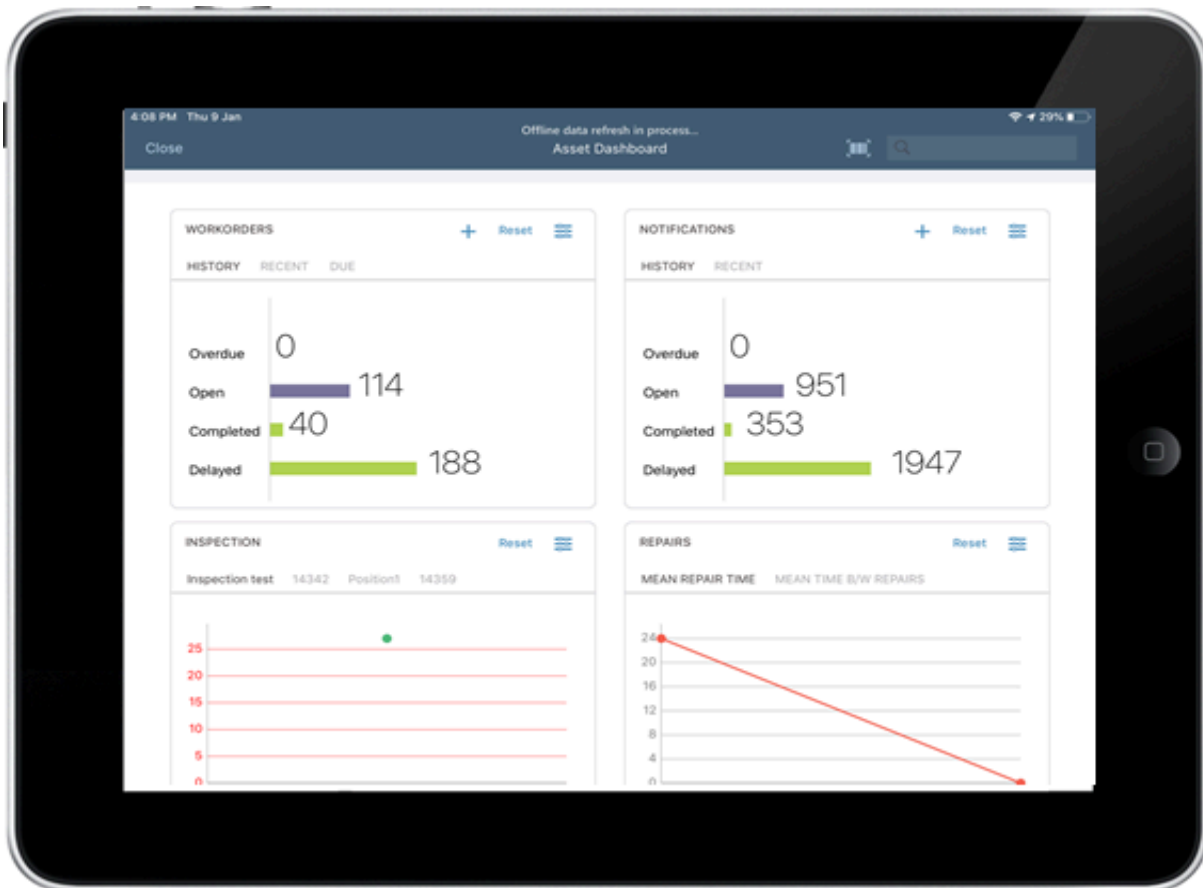 4:08 PM Thu 9 Jan
29%
Offline data refresh in process...
Close
Asset Dashboard
WORKORDERS
Reset
HISTORY RECENT DUE
Overdue 0
Open 114
Completed 40
Delayed 188
NOTIFICATIONS
Reset
HISTORY RECENT
Overdue 0
Open 951
Completed 353
Delayed 1947
INSPECTION
Reset
Inspection test 14342 Position1 14359
25
20
15
10
5
0
REPAIRS
Reset
MEAN REPAIR TIME MEAN TIME B/W REPAIRS
24
20
16
12
8
4
0